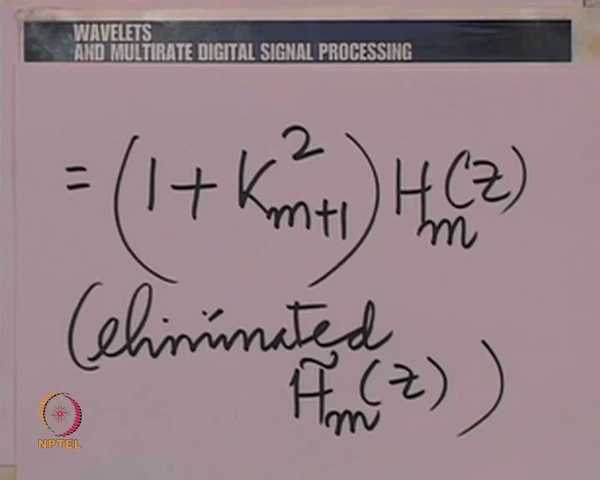 WAVELETS
AND MULTIRATE DIGITAL SIGNAL PROCESSING
= (1 + K²ₘ₊₁) Hₘ(z)
(eliminated
H̃ₘ(z))
NPTEL